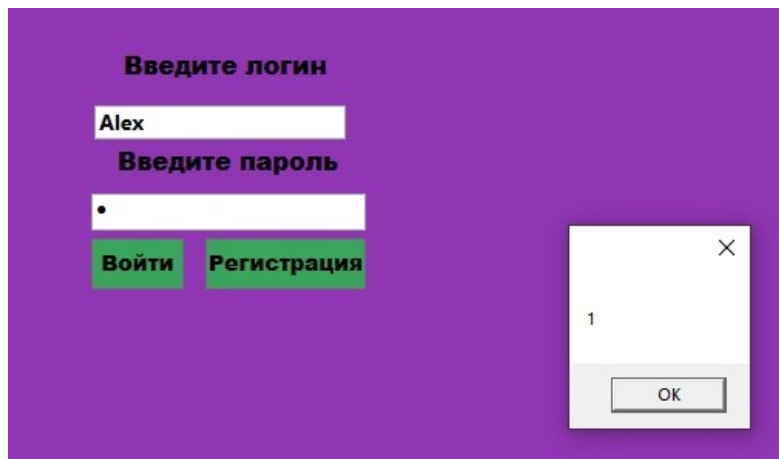 Введите логин
Alex
Введите пароль
•
Войти Регистрация
1
OK